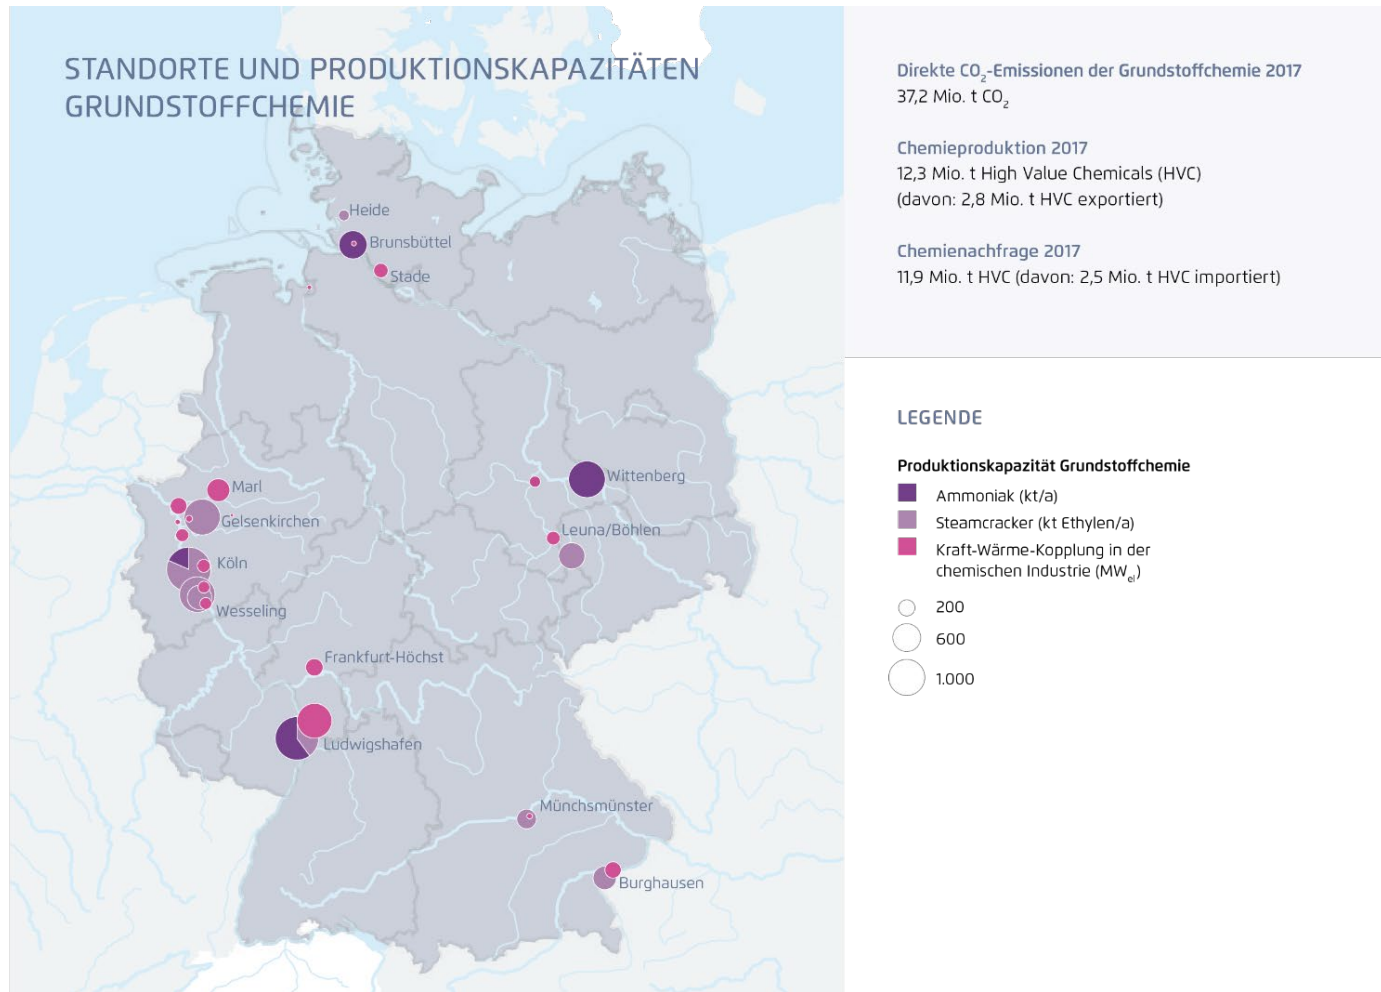 STANDORTE UND PRODUKTIONSKAPAZITÄTEN
GRUNDSTOFFCHEMIE
Heide
Brunsbüttel
Stade
Marl
Gelsenkirchen
Köln
Wesseling
Wittenberg
Leuna/Böhlen
Frankfurt-Höchst
Ludwigshafen
Münchsmünster
Burghausen
Direkte CO₂-Emissionen der Grundstoffchemie 2017
37,2 Mio. t CO₂
Chemieproduktion 2017
12,3 Mio. t High Value Chemicals (HVC)
(davon: 2,8 Mio. t HVC exportiert)
Chemienachfrage 2017
11,9 Mio. t HVC (davon: 2,5 Mio. t HVC importiert)
LEGENDE
Produktionskapazität Grundstoffchemie
Ammoniak (kt/a)
Steamcracker (kt Ethylen/a)
Kraft-Wärme-Kopplung in der
chemischen Industrie (MWel)
200
600
1.000